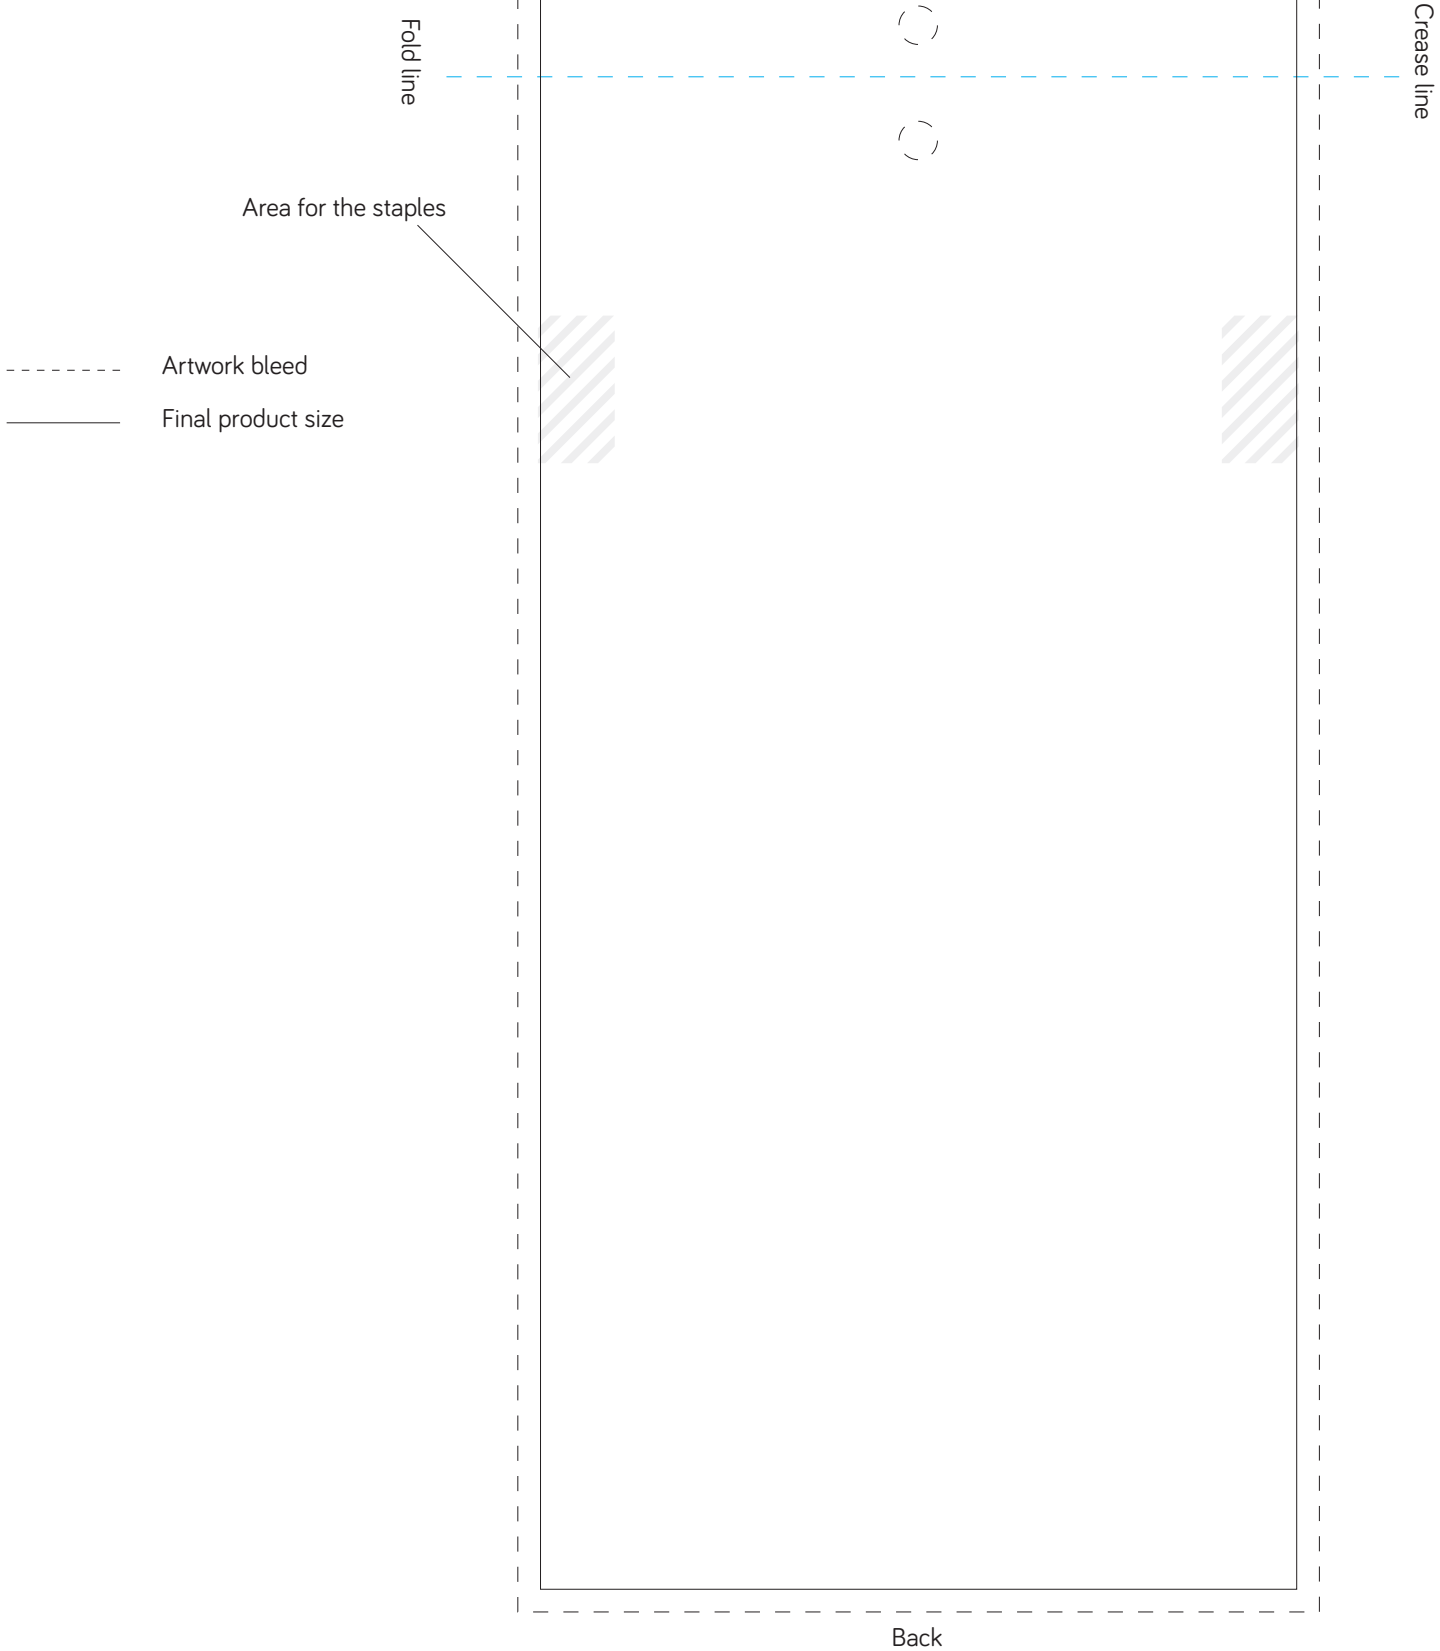 Fold line
Crease line
Area for the staples
Artwork bleed
Final product size
Back